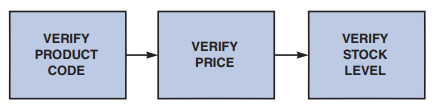 VERIFY
PRODUCT
CODE
VERIFY
PRICE
VERIFY
STOCK
LEVEL